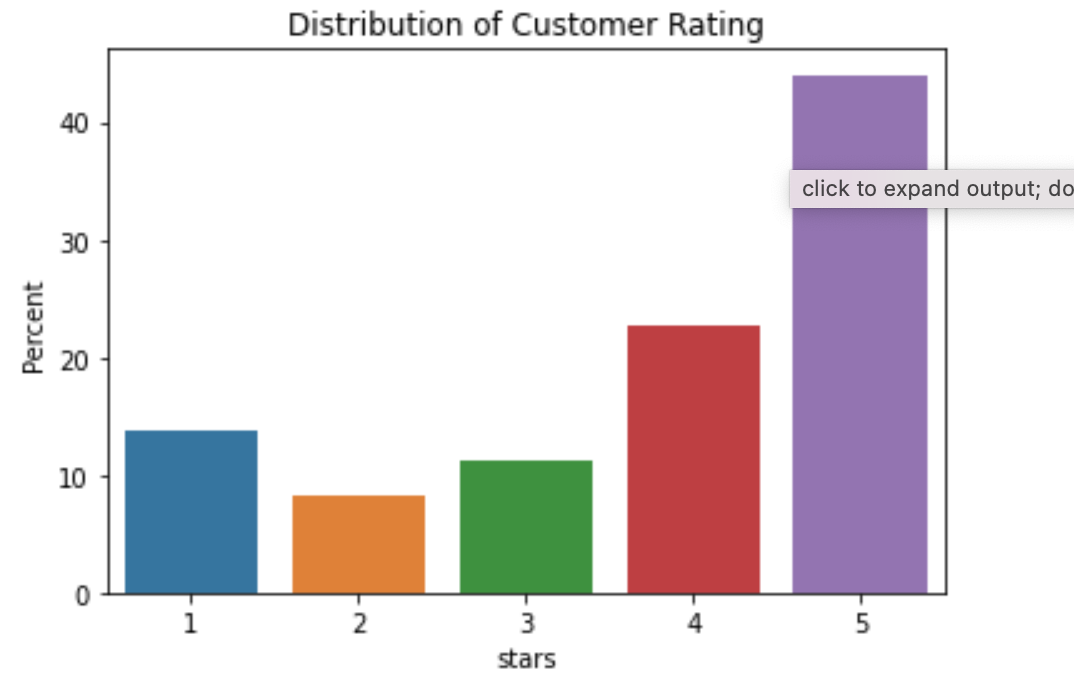 Distribution of Customer Rating
40
click to expand output; do
30
Percent
20
10
0
1 2 3 4 5
stars